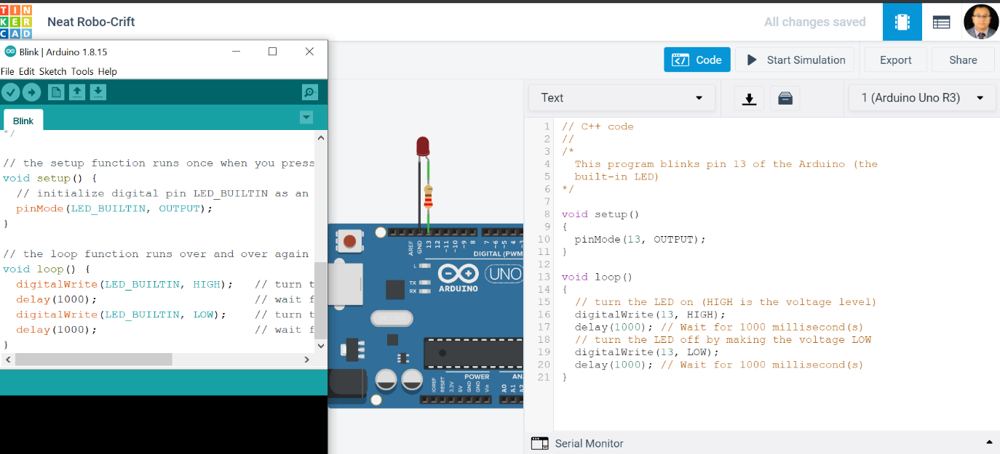 TIN
KER
CAD
Neat Robo-Crift
All changes saved
Blink | Arduino 1.8.15
File Edit Sketch Tools Help
Blink
*/
// the setup function runs once when you press
void setup() {
// initialize digital pin LED_BUILTIN as an
pinMode(LED_BUILTIN, OUTPUT);
}
// the loop function runs over and over again
void loop() {
digitalWrite(LED_BUILTIN, HIGH); // turn t
delay(1000); // wait f
digitalWrite(LED_BUILTIN, LOW); // turn t
delay(1000); // wait f
}
AREF
GND
13
12
~11
~10
~9
8
7
~6
~5
4
~3
DIGITAL (PWM
L
TX
RX
ARDUINO
UNO
IOREF
RESET
3.3V
5V
GND
GND
Vin
POWER
A0
A1
A2
AN
Code
Start Simulation
Export
Share
Text
1 (Arduino Uno R3)
1 // C++ code
2 //
3 /*
4 This program blinks pin 13 of the Arduino (the
5 built-in LED)
6 */
7
8 void setup()
9 {
10 pinMode(13, OUTPUT);
11 }
12
13 void loop()
14 {
15 // turn the LED on (HIGH is the voltage level)
16 digitalWrite(13, HIGH);
17 delay(1000); // Wait for 1000 millisecond(s)
18 // turn the LED off by making the voltage LOW
19 digitalWrite(13, LOW);
20 delay(1000); // Wait for 1000 millisecond(s)
21 }
Serial Monitor